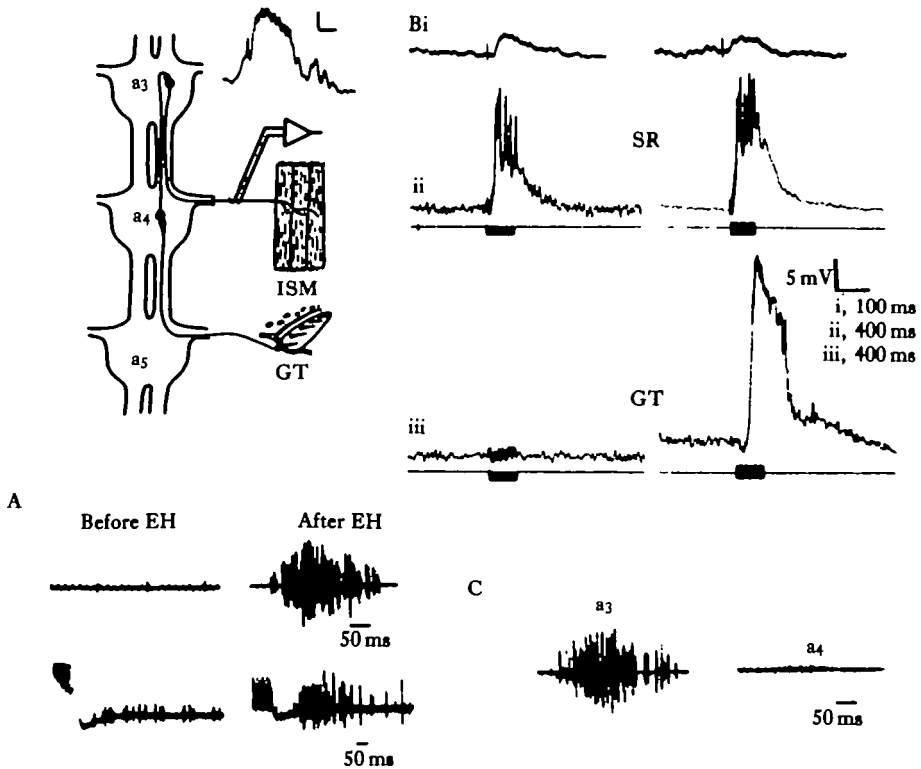 a3
a4
ISM
a5
GT
Bi
SR
ii
5 mV
i, 100 ms
ii, 400 ms
iii, 400 ms
GT
iii
A
Before EH
After EH
50 ms
50 ms
C
a3
a4
50 ms